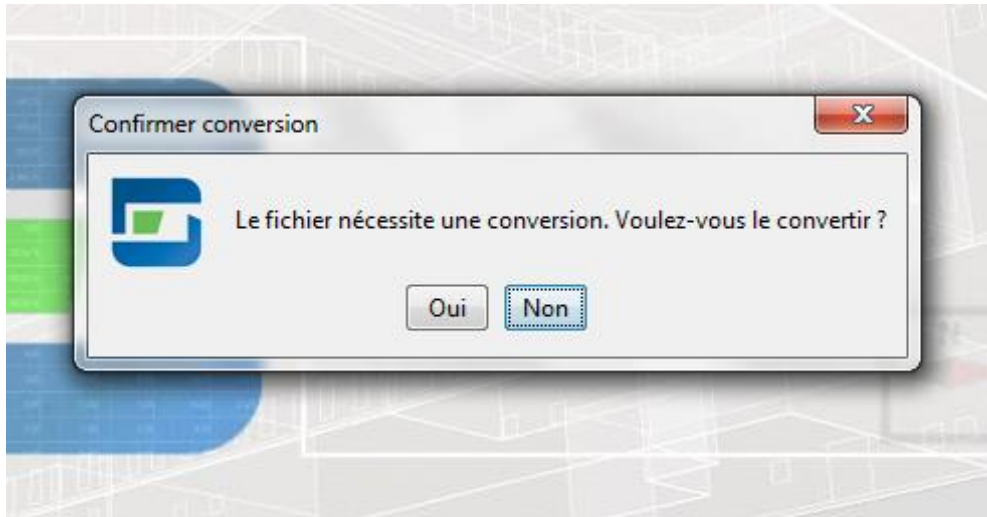 Confirmer conversion
Le fichier nécessite une conversion. Voulez-vous le convertir ?
Oui
Non